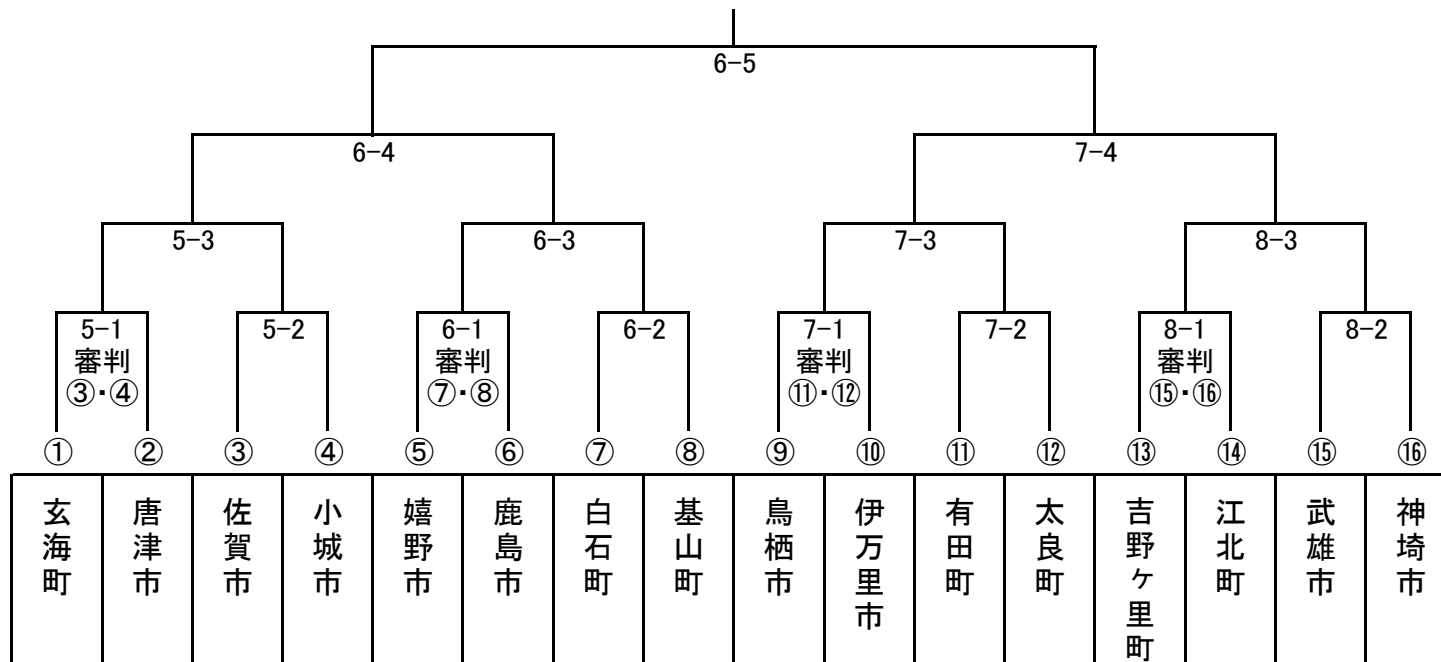 6-5
6-4
7-4
5-3
6-3
7-3
8-3
5-1
審判
③・④
5-2
6-1
審判
⑦・⑧
6-2
7-1
審判
⑪・⑫
7-2
8-1
審判
⑮・⑯
8-2
① ② ③ ④ ⑤ ⑥ ⑦ ⑧ ⑨ ⑩ ⑪ ⑫ ⑬ ⑭ ⑮ ⑯
玄海町
唐津市
佐賀市
小城市
嬉野市
鹿島市
白石町
基山町
鳥栖市
伊万里市
有田町
太良町
吉野ヶ里町
江北町
武雄市
神埼市